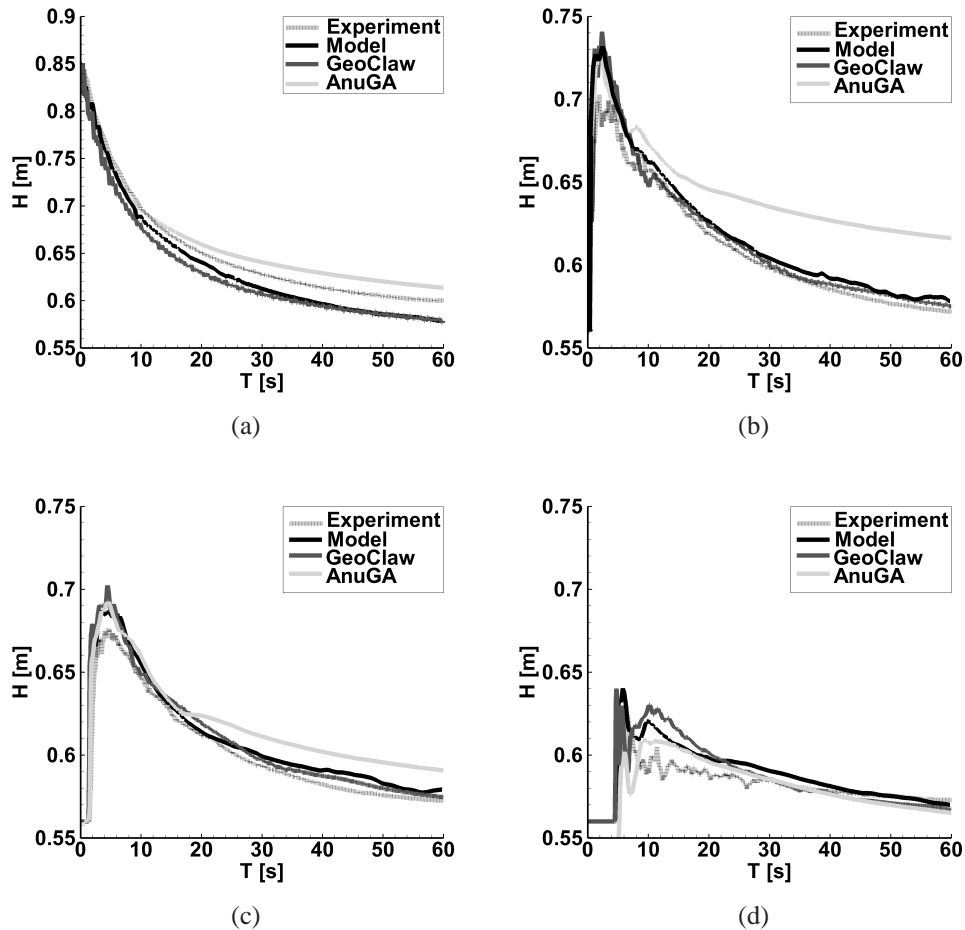 0.9
0.85
0.8
0.75
0.7
0.65
0.6
0.55
H [m]
0 10 20 30 40 50 60
T [s]
Experiment
Model
GeoClaw
AnuGA
(a)
0.75
0.7
0.65
0.6
0.55
H [m]
0 10 20 30 40 50 60
T [s]
Experiment
Model
GeoClaw
AnuGA
(b)
0.75
0.7
0.65
0.6
0.55
H [m]
0 10 20 30 40 50 60
T [s]
Experiment
Model
GeoClaw
AnuGA
(c)
0.75
0.7
0.65
0.6
0.55
H [m]
0 10 20 30 40 50 60
T [s]
Experiment
Model
GeoClaw
AnuGA
(d)